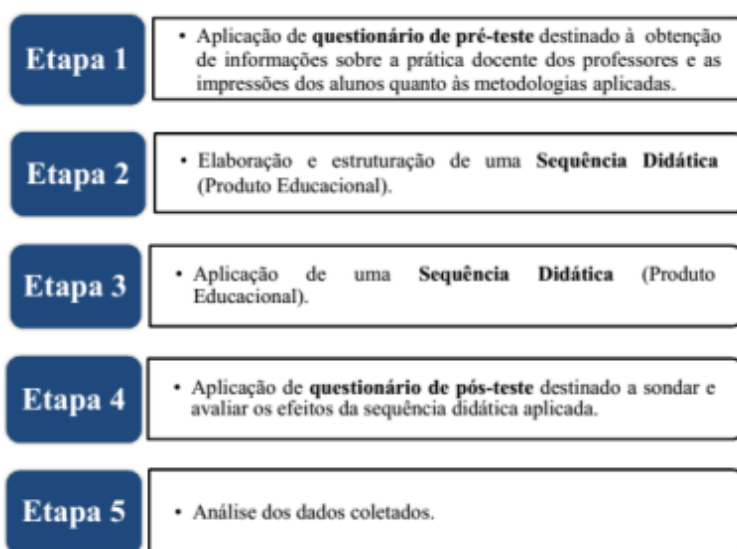 Etapa 1
• Aplicação de questionário de pré-teste destinado à obtenção
de informações sobre a prática docente dos professores e as
impressões dos alunos quanto às metodologias aplicadas.
Etapa 2
• Elaboração e estruturação de uma Sequência Didática
(Produto Educacional).
Etapa 3
• Aplicação de uma Sequência Didática (Produto
Educacional).
Etapa 4
• Aplicação de questionário de pós-teste destinado a sondar e
avaliar os efeitos da sequência didática aplicada.
Etapa 5
• Análise dos dados coletados.